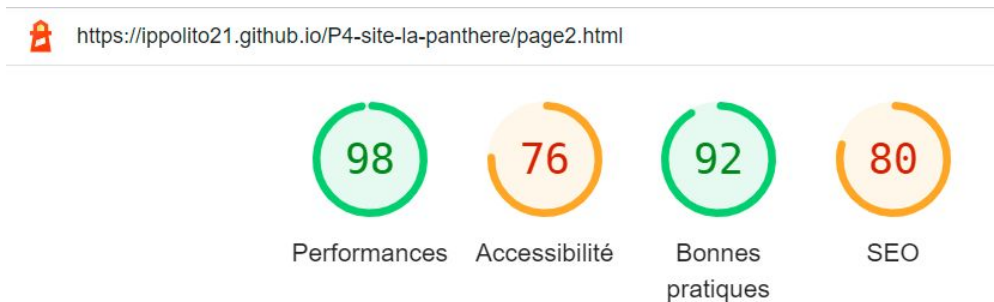 https://ippolito21.github.io/P4-site-la-panthere/page2.html
98 76 92 80
Performances Accessibilité Bonnes pratiques SEO